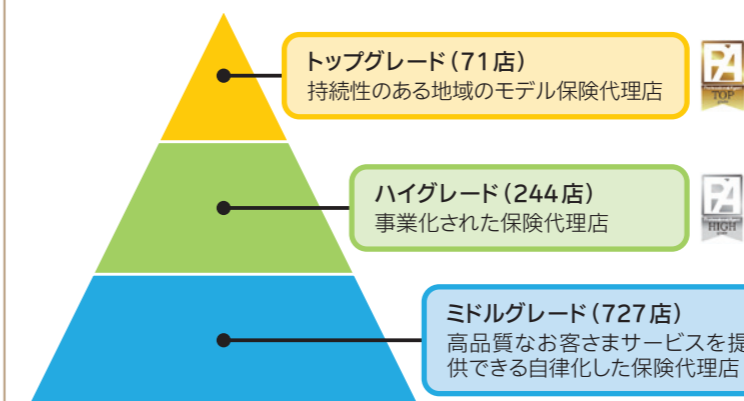 トップグレード（71店）
持続性のある地域のモデル保険代理店
PA
TOP
ハイグレード（244店）
事業化された保険代理店
PA
HIGH
ミドルグレード（727店）
高品質なお客さまサービスを提
供できる自律化した保険代理店